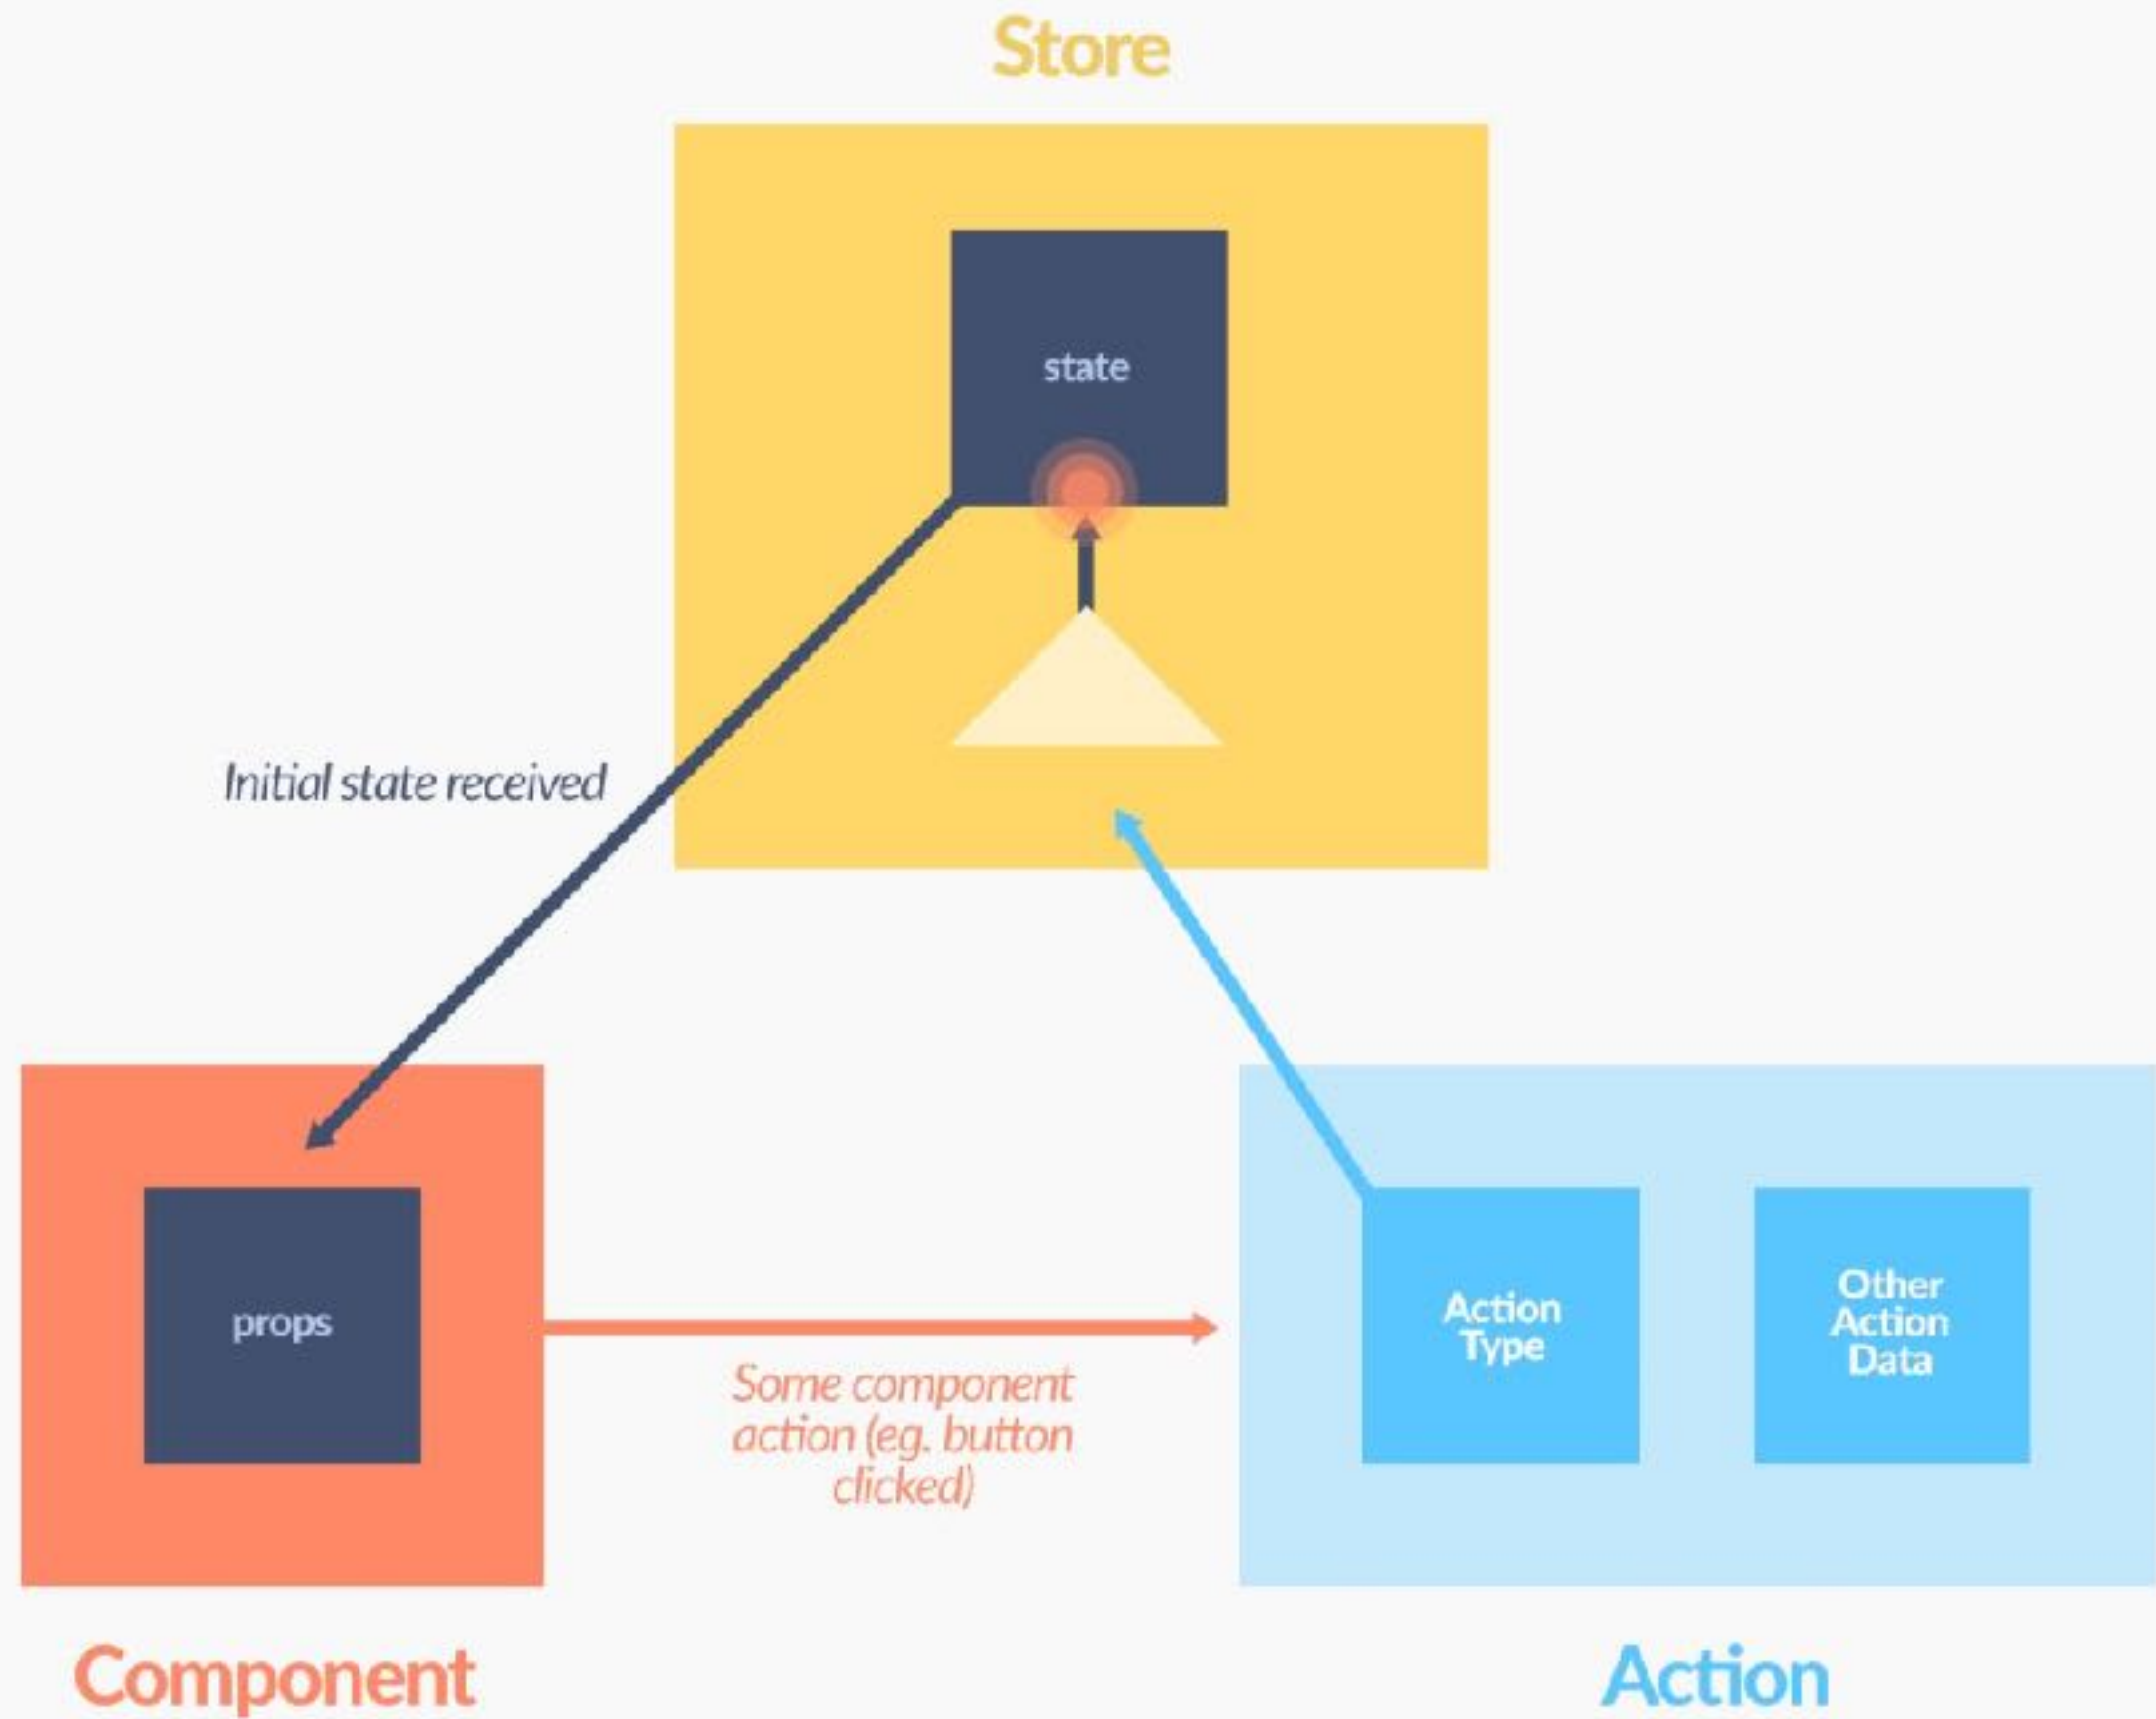 Store
state
Initial state received
props
Some component
action (eg. button
clicked)
Action
Type
Other
Action
Data
Component
Action